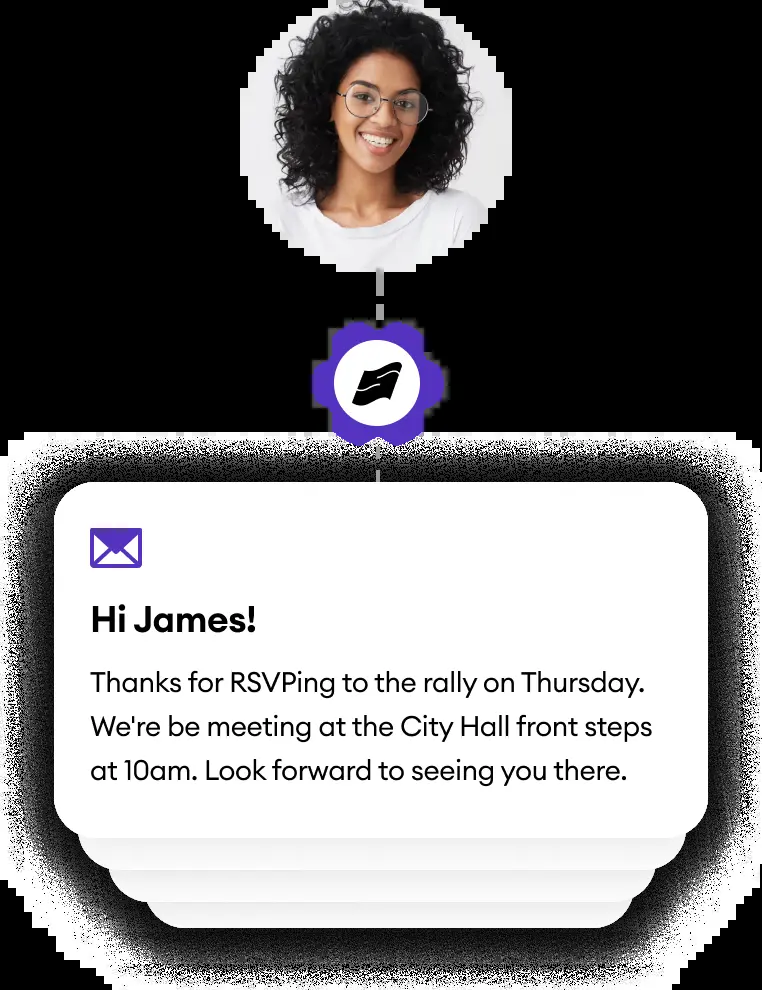 Hi James!
Thanks for RSVPing to the rally on Thursday.
We're be meeting at the City Hall front steps
at 10am. Look forward to seeing you there.